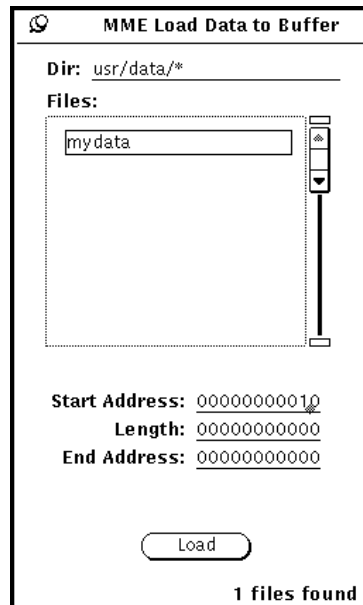 MME Load Data to Buffer
Dir: usr/data/*
Files:
mydata
Start Address: 00000000010
Length: 00000000000
End Address: 00000000000
Load
1 files found